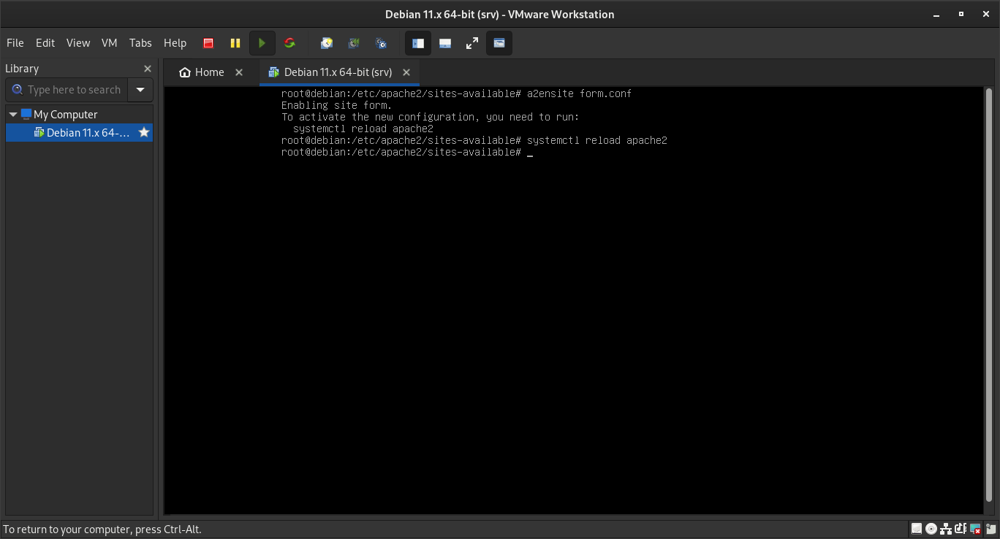 Debian 11.x 64-bit (srv) - VMware Workstation
File Edit View VM Tabs Help
Library
Home
Debian 11.x 64-bit (srv)
Type here to search
My Computer
Debian 11.x 64-...
root@debian:/etc/apache2/sites-available# a2ensite form.conf
Enabling site form.
To activate the new configuration, you need to run:
  systemctl reload apache2
root@debian:/etc/apache2/sites-available# systemctl reload apache2
root@debian:/etc/apache2/sites-available# _
To return to your computer, press Ctrl-Alt.